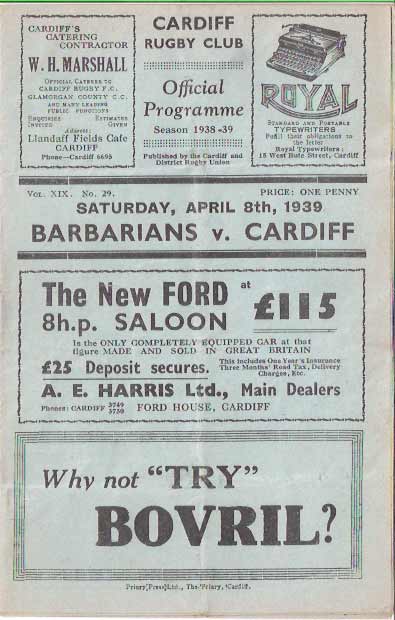 CARDIFF'S
CATERING
CONTRACTOR
W. H. MARSHALL
OFFICIAL CATERER TO
CARDIFF RUGBY F.C.
GLAMORGAN COUNTY C.C.
AND MANY LEADING
PUBLIC FUNCTIONS
ENQUIRIES ESTIMATES
INVITED GIVEN
Address:
Llandaff Fields Cafe
CARDIFF
Phone—Cardiff 6695
CARDIFF
RUGBY CLUB
Official
Programme
Season 1938-39
Published by the Cardiff and
District Rugby Union
ROYAL
STANDARD AND PORTABLE
TYPEWRITERS
Fulfil their obligations to
the letter
Royal Typewriters:
18 West Bute Street, Cardiff
VOL. XIX. No. 29. PRICE: ONE PENNY
SATURDAY, APRIL 8th, 1939
BARBARIANS v. CARDIFF
The New FORD at £115
8h.p. SALOON
Is the ONLY COMPLETELY EQUIPPED CAR at that
figure MADE AND SOLD IN GREAT BRITAIN
£25 Deposit secures. This includes One Year's Insurance
Three Months' Road Tax, Delivery
Charges, Etc.
A. E. HARRIS Ltd., Main Dealers
Phones: CARDIFF 3749 3750 FORD HOUSE, CARDIFF
Why not "TRY"
BOVRIL?
Priory Press Ltd., The Priory, Cardiff.